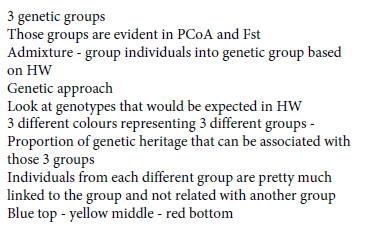 3 genetic groups
Those groups are evident in PCoA and Fst
Admixture - group individuals into genetic group based
on HW
Genetic approach
Look at genotypes that would be expected in HW
3 different colours representing 3 different groups -
Proportion of genetic heritage that can be associated with
those 3 groups
Individuals from each different group are pretty much
linked to the group and not related with another group
Blue top - yellow middle - red bottom